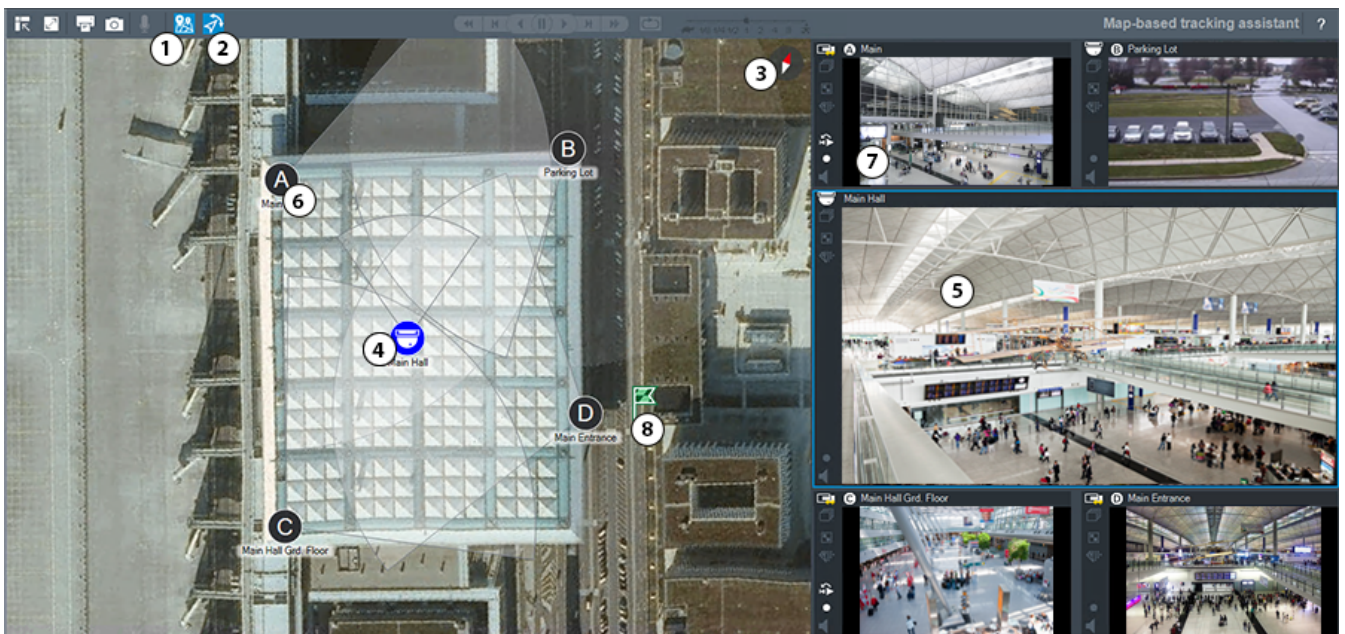 Map-based tracking assistant ?
1
2
3
A Main
B Parking Lot
7
B
Parking Lot
A
6
Main
Main Hall
5
4
Main Hall
D
Main Entrance
8
C
Main Hall Grd. Floor
C Main Hall Grd. Floor
D Main Entrance